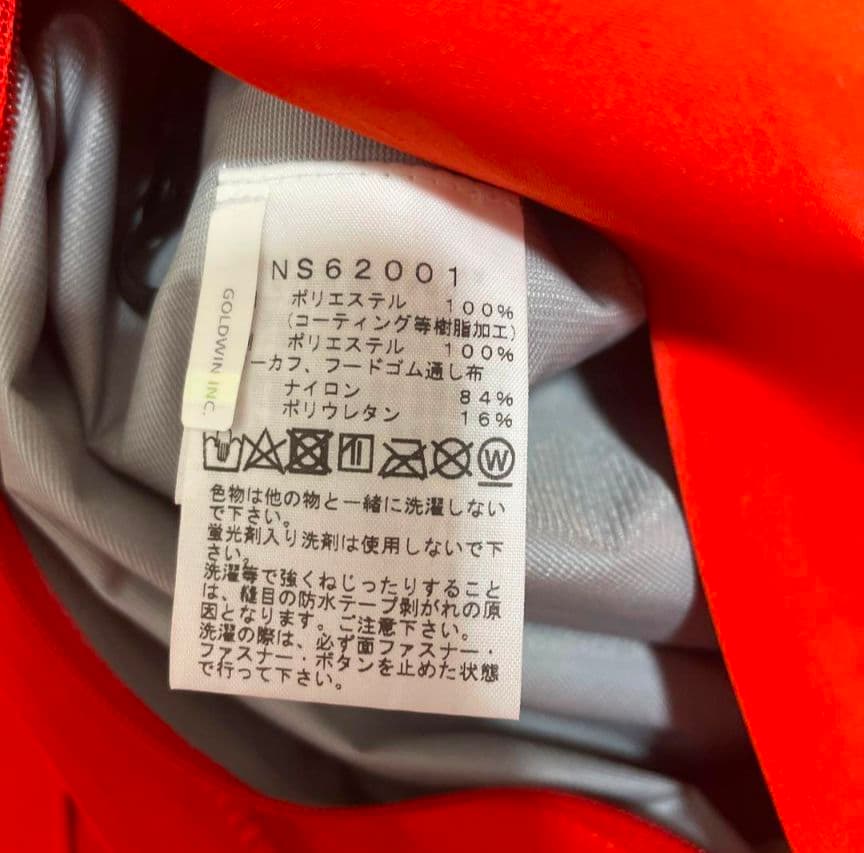 NS62001
GOLDWIN INC.
ポリエステル 100%
(コーティング等樹脂加工)
ポリエステル 100%
ーカフ、フードゴム通し布
ナイロン 84%
ポリウレタン 16%
W
色物は他の物と一緒に洗濯しない
で下さい。
蛍光剤入り洗剤は使用しないで下
さい。
洗濯等で強くねじったりすること
は、縫目の防水テープ剥がれの原
因となります。ご注意下さい。
洗濯の際は、必ず面ファスナー・
ファスナー・ボタンを止めた状態
で行って下さい。